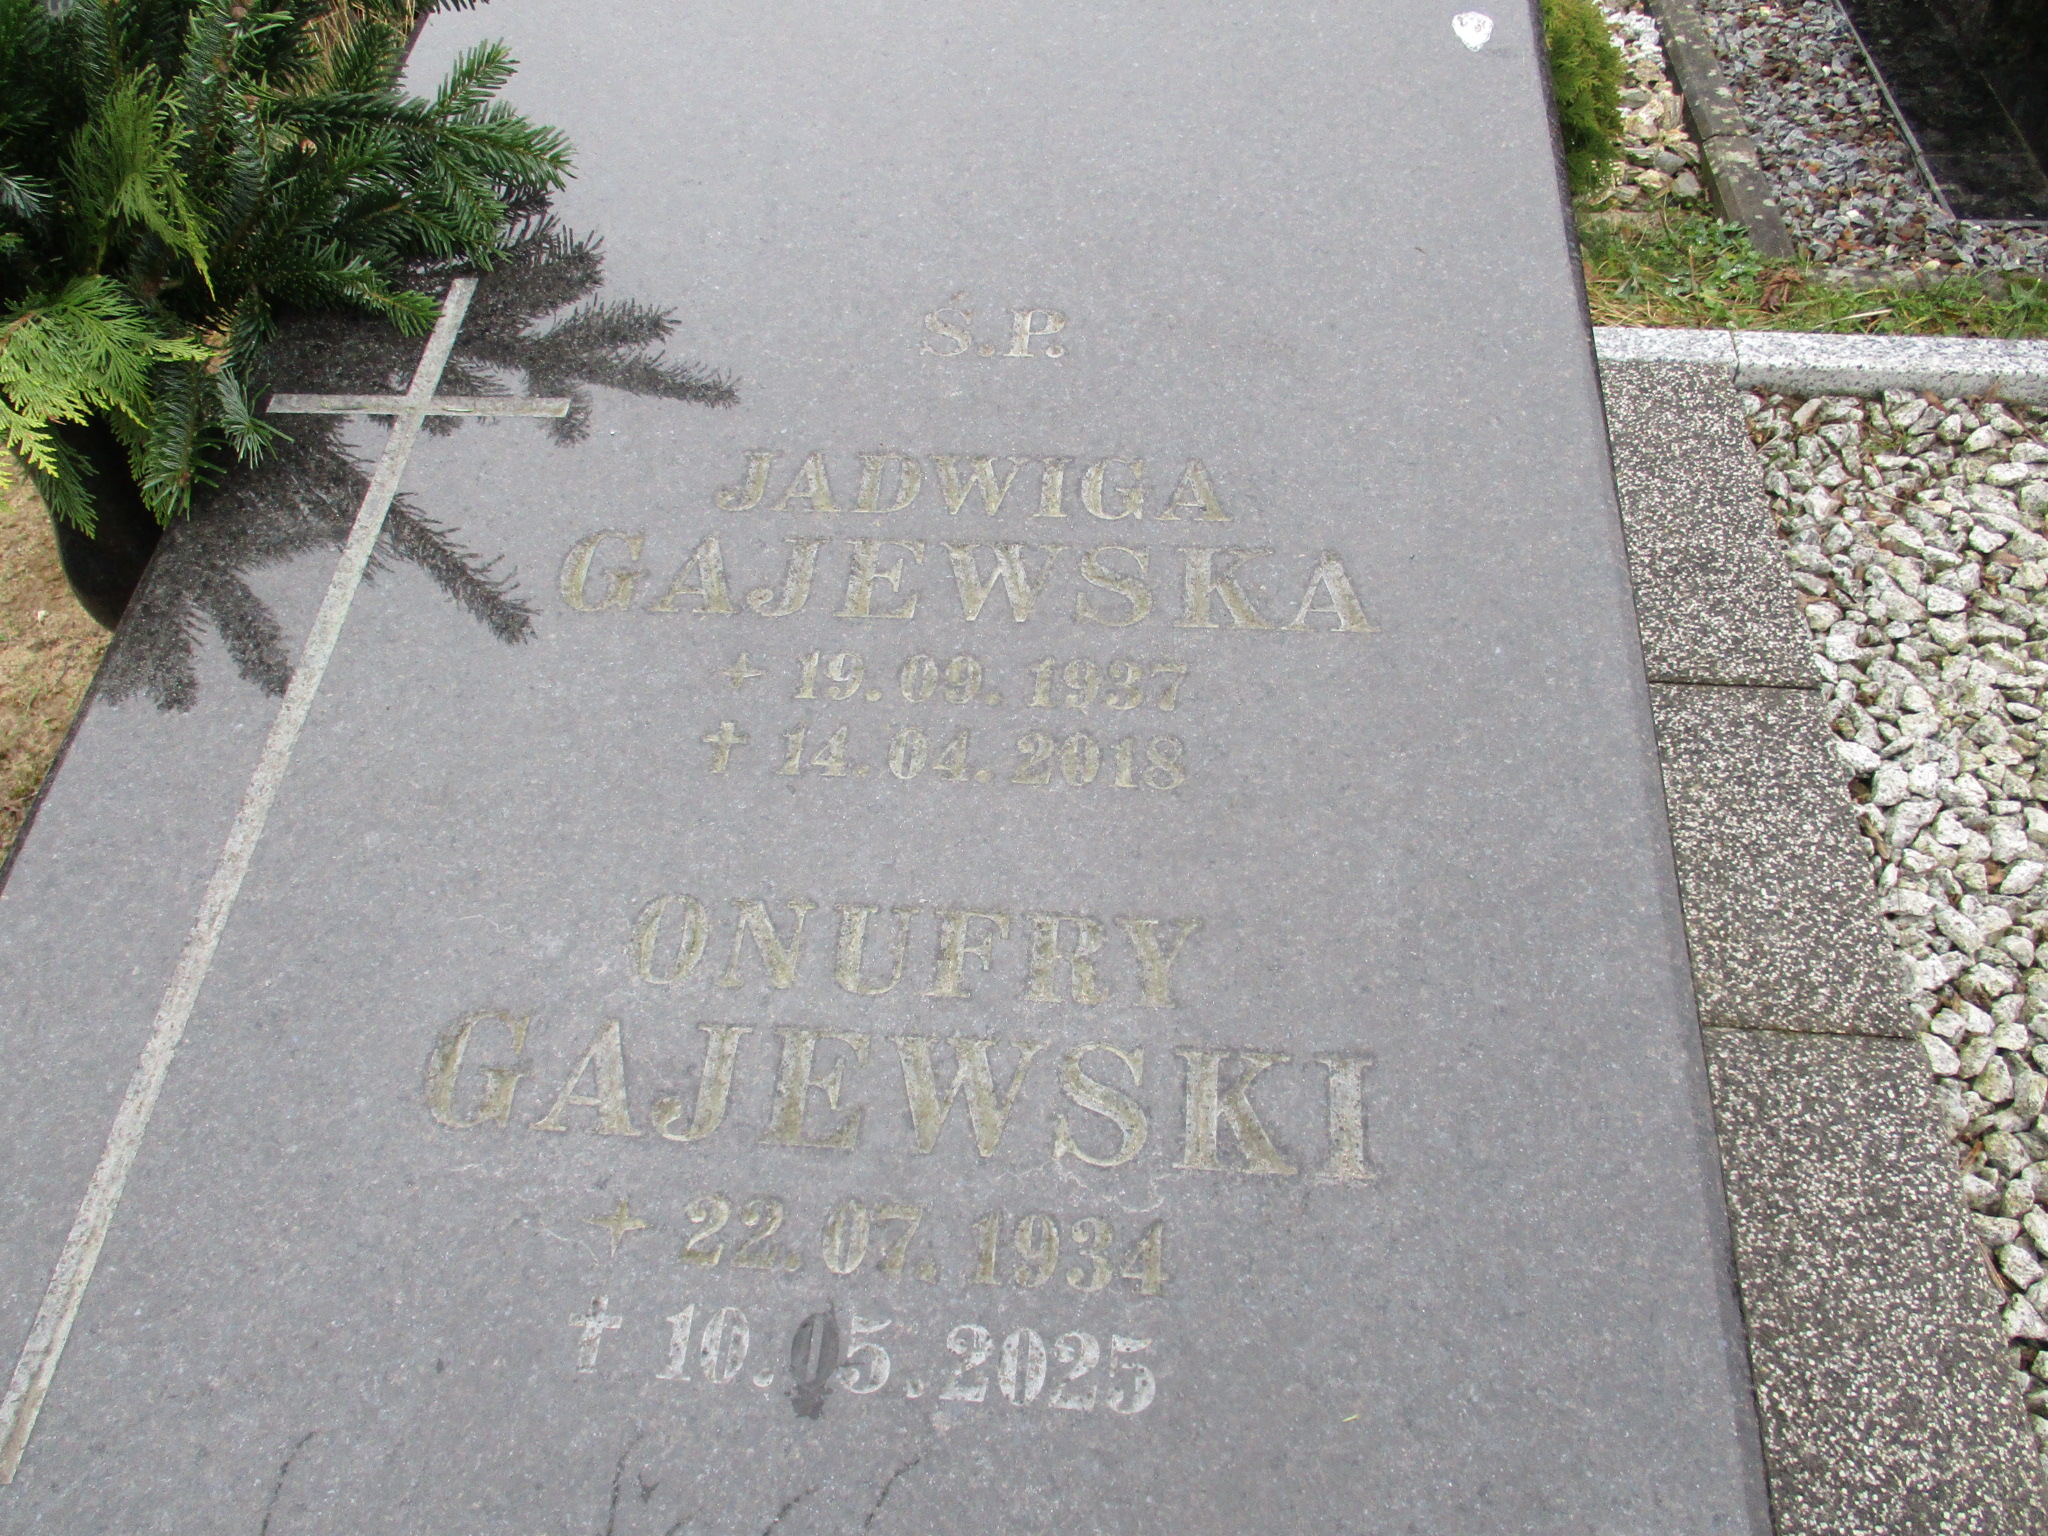 Ś.P.
JADWIGA
GAJEWSKA
+ 19.09.1937
✝ 14.04.2018
ONUFRY
GAJEWSKI
+ 22.07.1934
✝ 10.05.2025